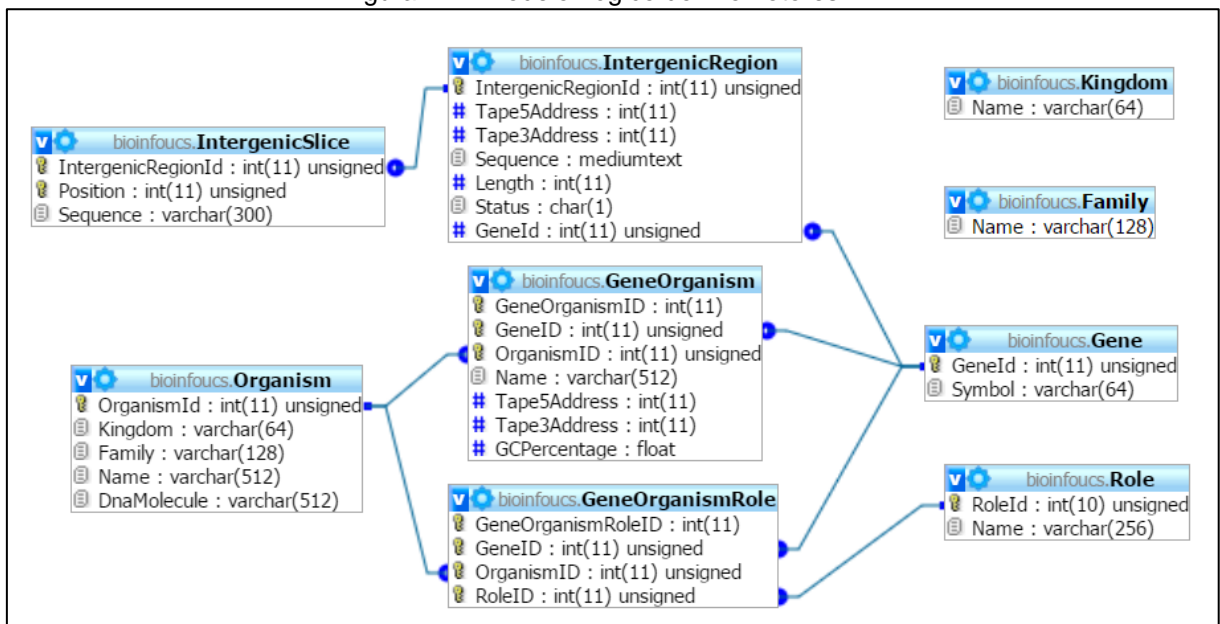 bioinfoucs.IntergenicRegion
IntergenicRegionId : int(11) unsigned
Tape5Address : int(11)
Tape3Address : int(11)
Sequence : mediumtext
Length : int(11)
Status : char(1)
GeneId : int(11) unsigned
bioinfoucs.Kingdom
Name : varchar(64)
bioinfoucs.IntergenicSlice
IntergenicRegionId : int(11) unsigned
Position : int(11) unsigned
Sequence : varchar(300)
bioinfoucs.Family
Name : varchar(128)
bioinfoucs.GeneOrganism
GeneOrganismID : int(11)
GeneID : int(11) unsigned
OrganismID : int(11) unsigned
Name : varchar(512)
Tape5Address : int(11)
Tape3Address : int(11)
GCPercentage : float
bioinfoucs.Gene
GeneId : int(11) unsigned
Symbol : varchar(64)
bioinfoucs.Organism
OrganismId : int(11) unsigned
Kingdom : varchar(64)
Family : varchar(128)
Name : varchar(512)
DnaMolecule : varchar(512)
bioinfoucs.GeneOrganismRole
GeneOrganismRoleID : int(11)
GeneID : int(11) unsigned
OrganismID : int(11) unsigned
RoleID : int(11) unsigned
bioinfoucs.Role
RoleId : int(10) unsigned
Name : varchar(256)